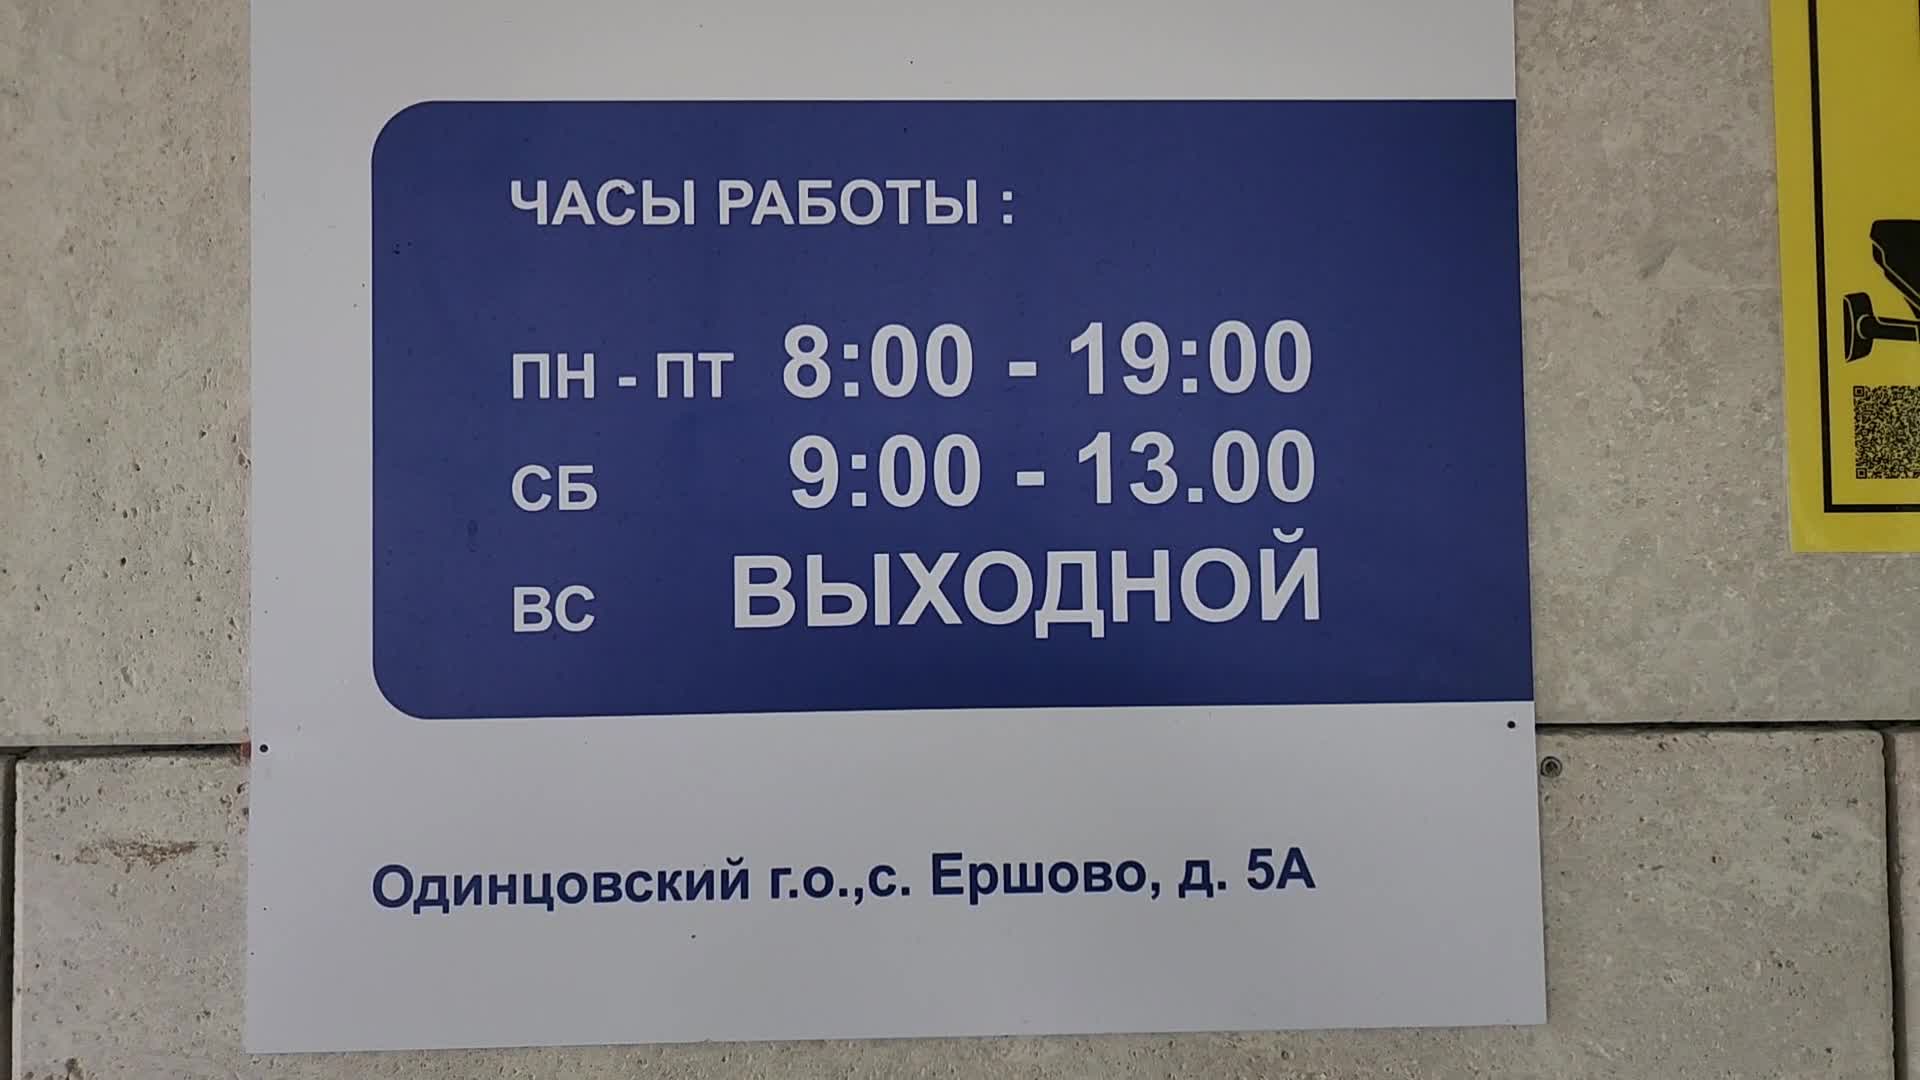 ЧАСЫ РАБОТЫ :
ПН - ПТ 8:00 - 19:00
СБ 9:00 - 13.00
ВС ВЫХОДНОЙ
Одинцовский г.о.,с. Ершово, д. 5А